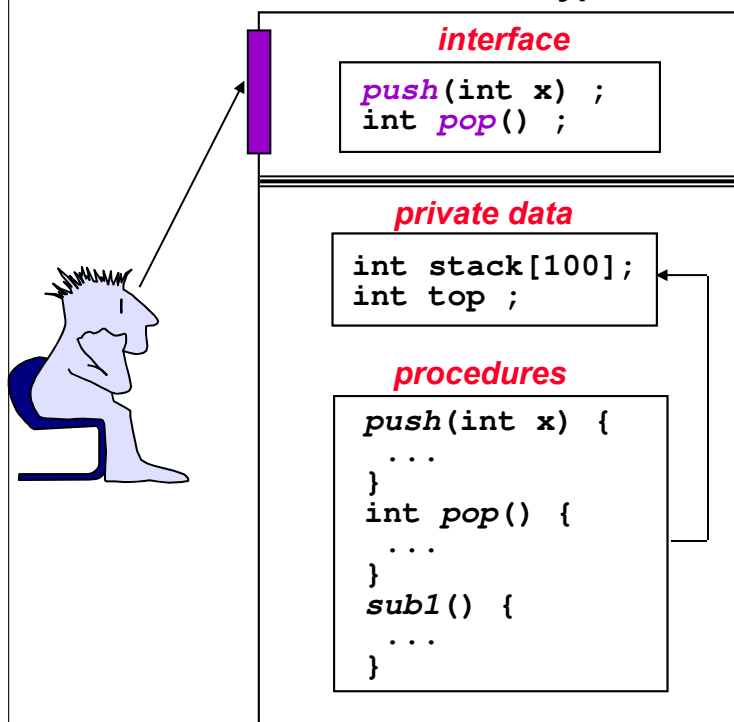 interface
push(int x) ;
int pop() ;
private data
int stack[100];
int top ;
procedures
push(int x) {
...
}
int pop() {
...
}
sub1() {
...
}